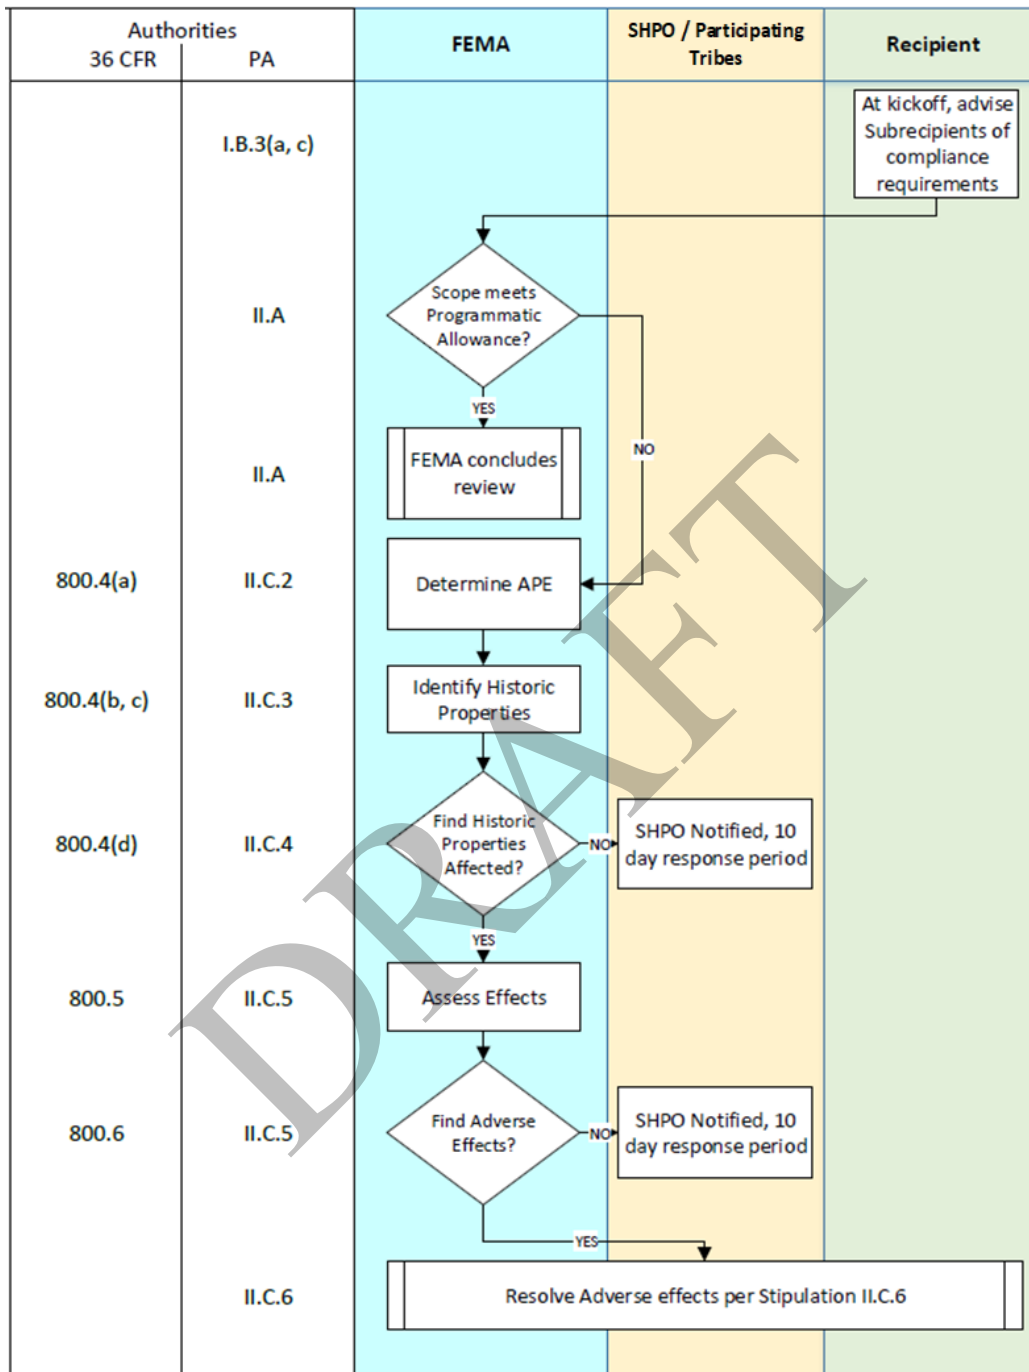 Authorities
36 CFR
PA
FEMA
SHPO / Participating
Tribes
Recipient
I.B.3(a, c)
At kickoff, advise
Subrecipients of
compliance
requirements
II.A
Scope meets
Programmatic
Allowance?
YES
NO
II.A
FEMA concludes
review
800.4(a)
II.C.2
Determine APE
800.4(b, c)
II.C.3
Identify Historic
Properties
800.4(d)
II.C.4
Find Historic
Properties
Affected?
NO
SHPO Notified, 10
day response period
YES
800.5
II.C.5
Assess Effects
800.6
II.C.5
Find Adverse
Effects?
NO
SHPO Notified, 10
day response period
YES
II.C.6
Resolve Adverse effects per Stipulation II.C.6
DRAFT